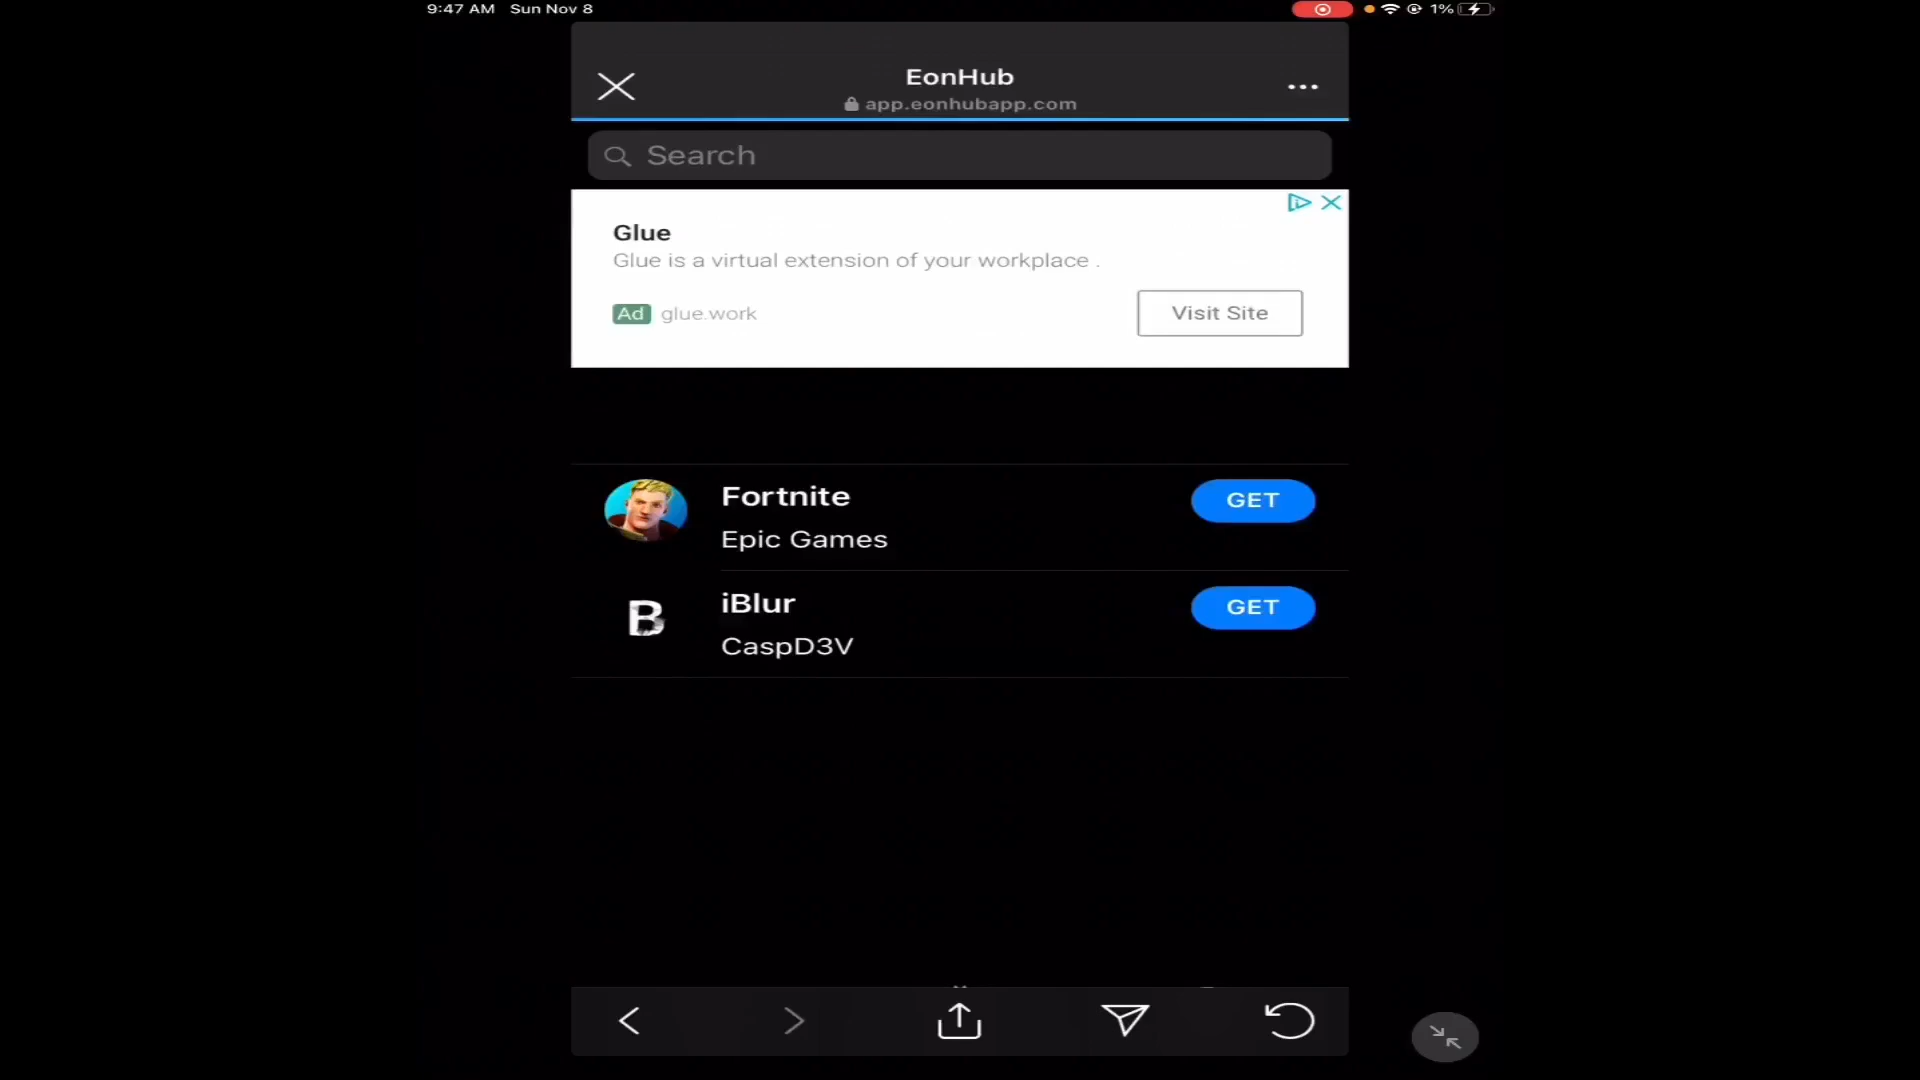 9:47 AM Sun Nov 8
1%
EonHub
app.eonhubapp.com
Search
Glue
Glue is a virtual extension of your workplace .
Ad glue.work
Visit Site
Fortnite
GET
Epic Games
B
iBlur
GET
CaspD3V